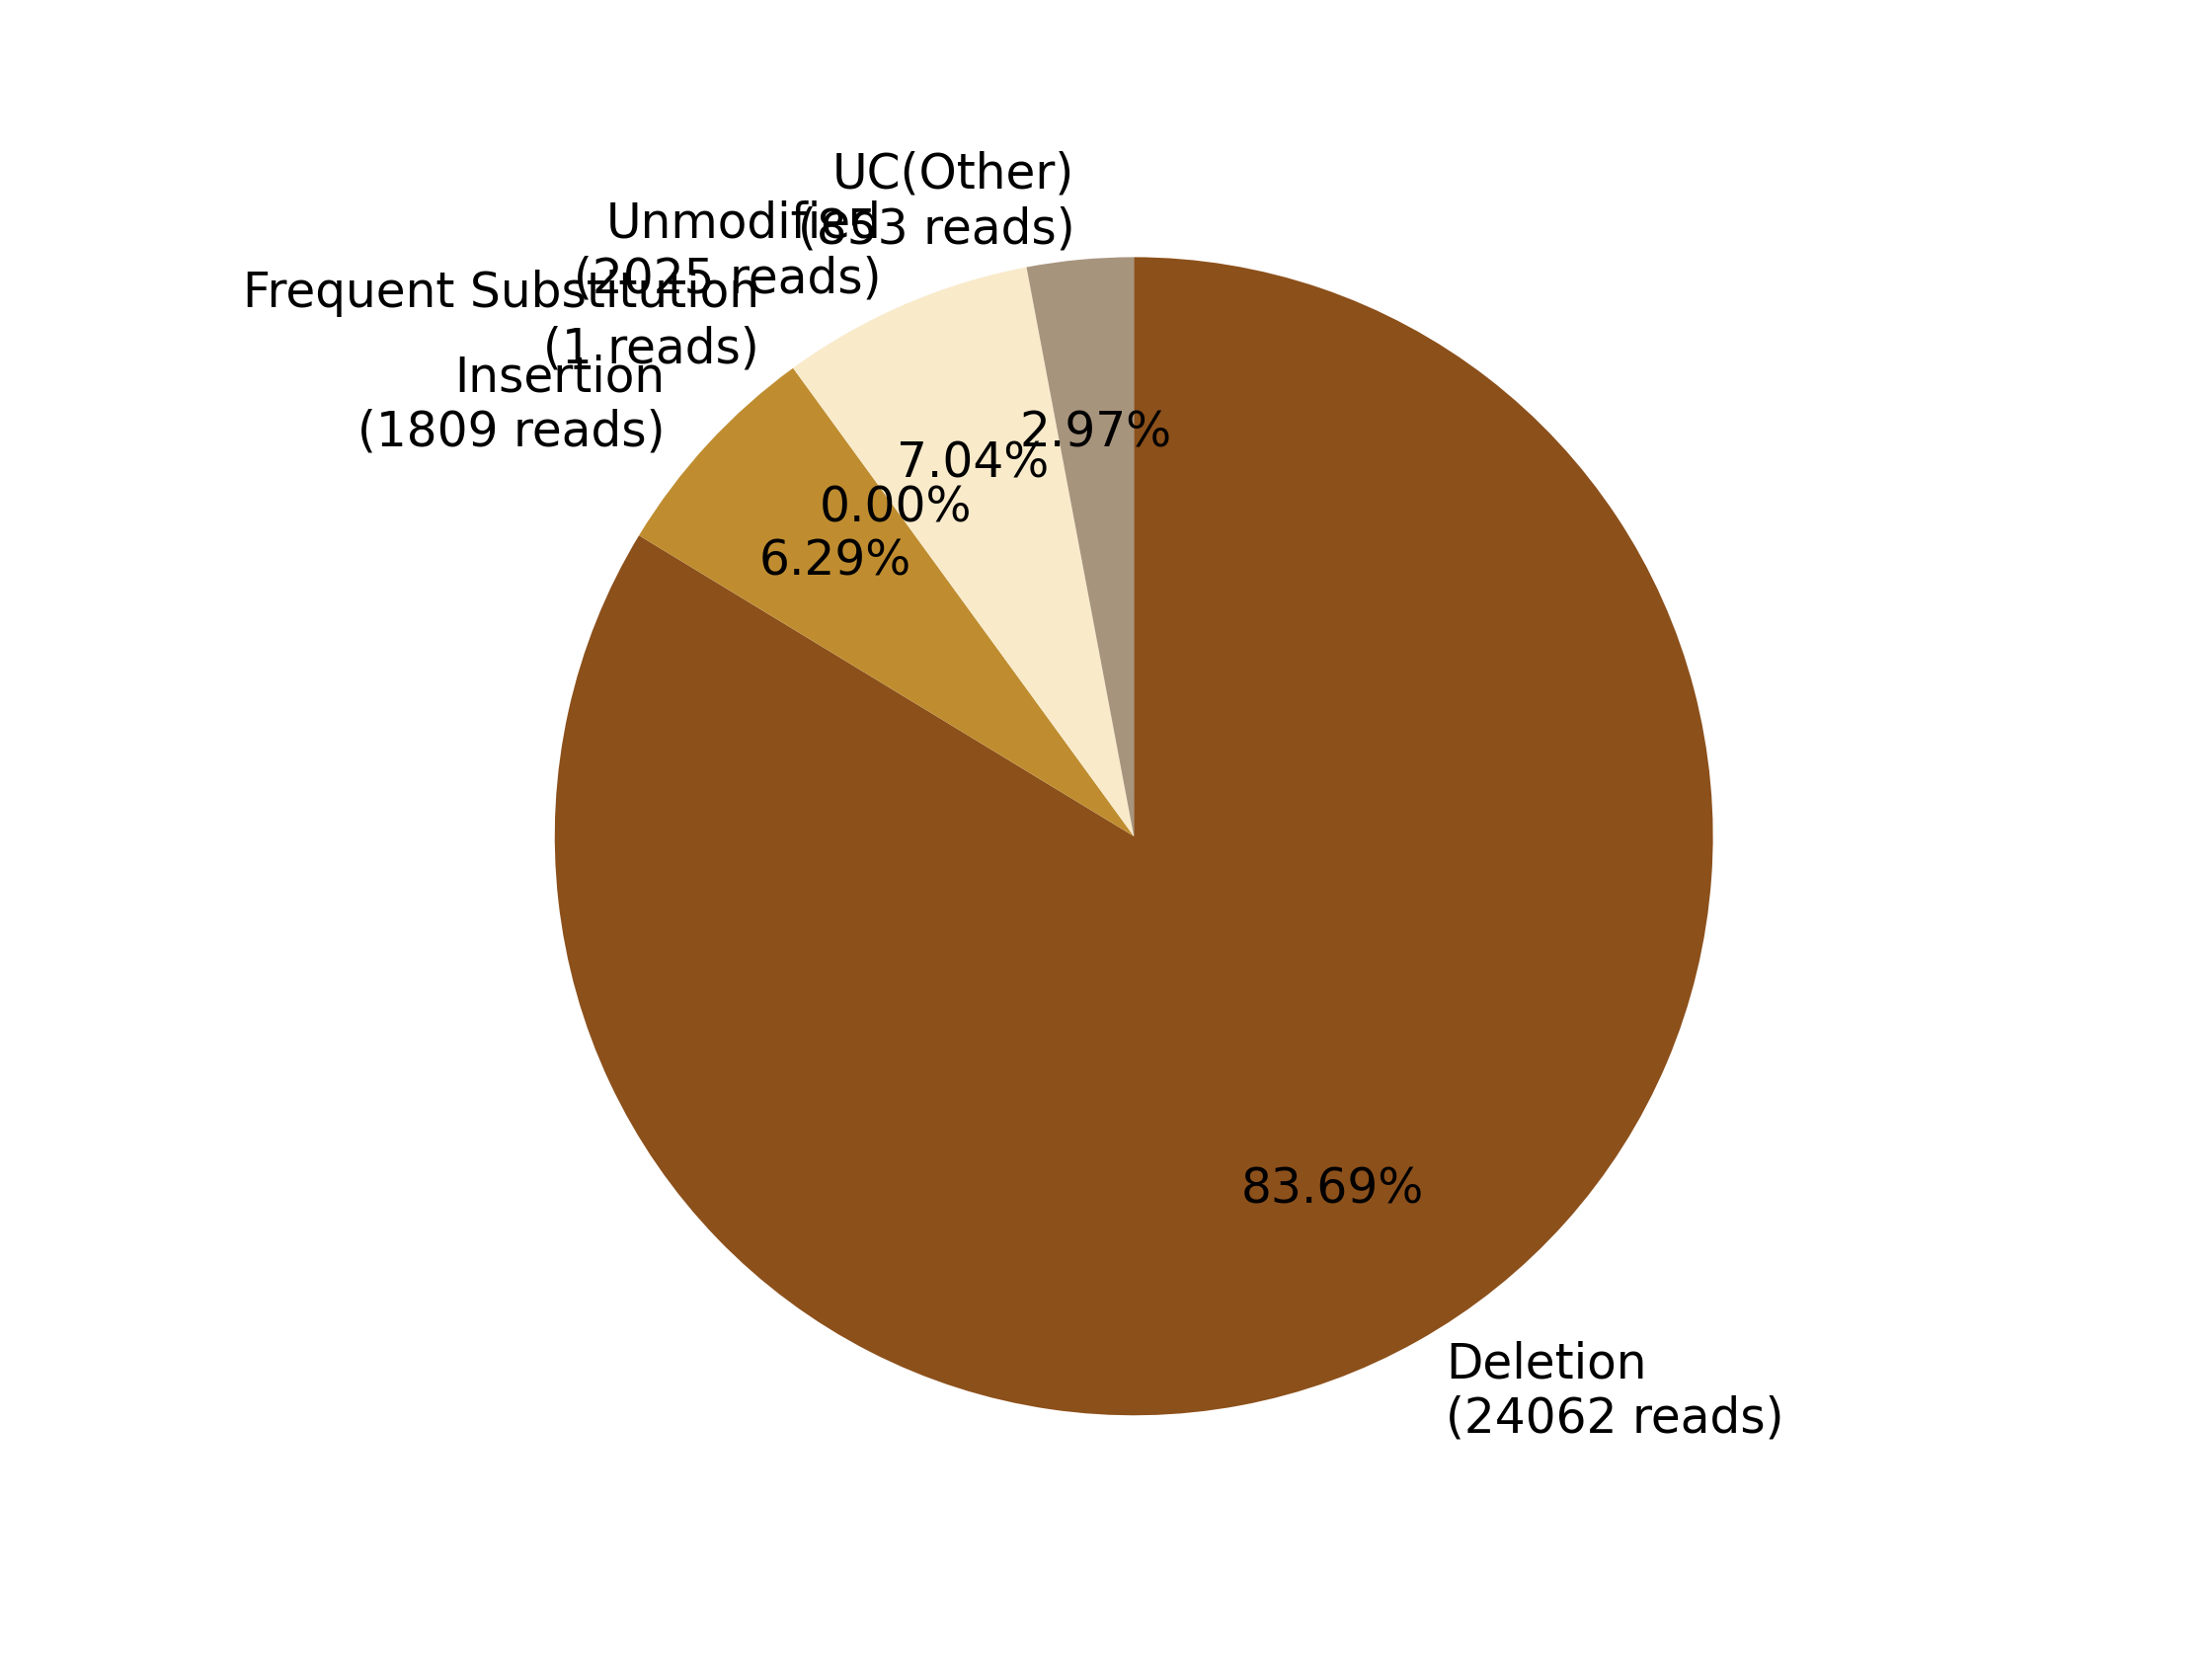 UC(Other)
(853 reads)
Unmodified
(2025 reads)
Frequent Substitution
(1 reads)
Insertion
(1809 reads)
2.97%
7.04%
0.00%
6.29%
83.69%
Deletion
(24062 reads)